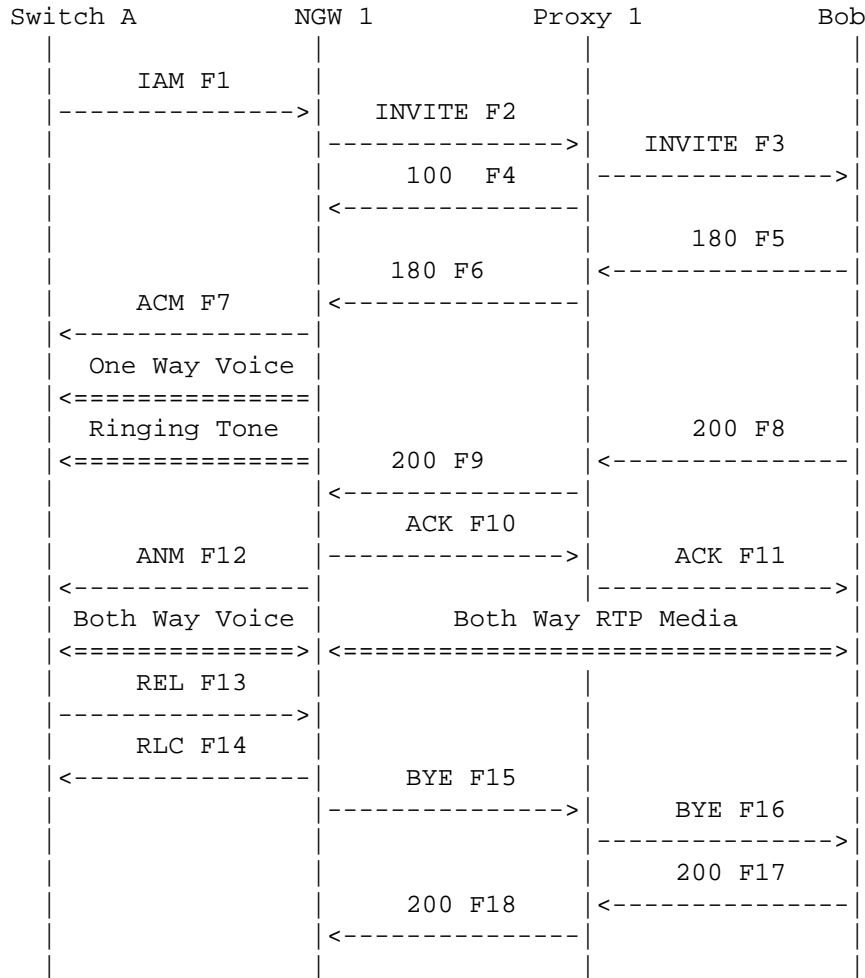 Switch A NGW 1 Proxy 1 Bob
IAM F1
INVITE F2
INVITE F3
100 F4
180 F5
180 F6
ACM F7
One Way Voice
Ringing Tone 200 F8
200 F9
ACK F10
ANM F12 ACK F11
Both Way Voice Both Way RTP Media
REL F13
RLC F14
BYE F15
BYE F16
200 F17
200 F18